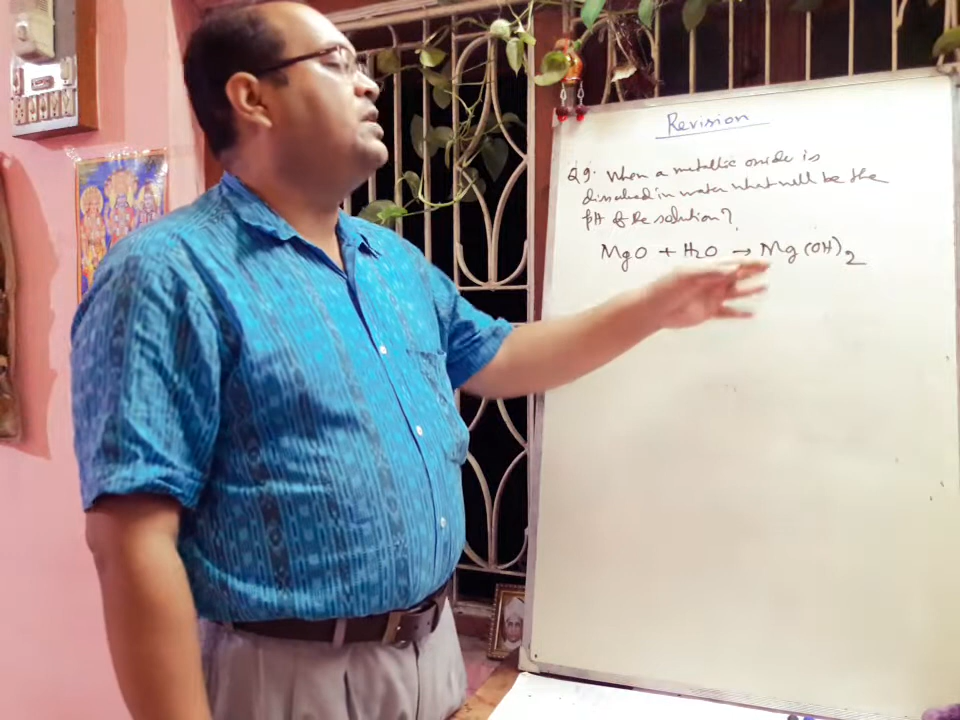 Revision
Q9. When a metallic oxide is
dissolved in water what will be the
pH of the solution?
MgO + H2O → Mg(OH)2